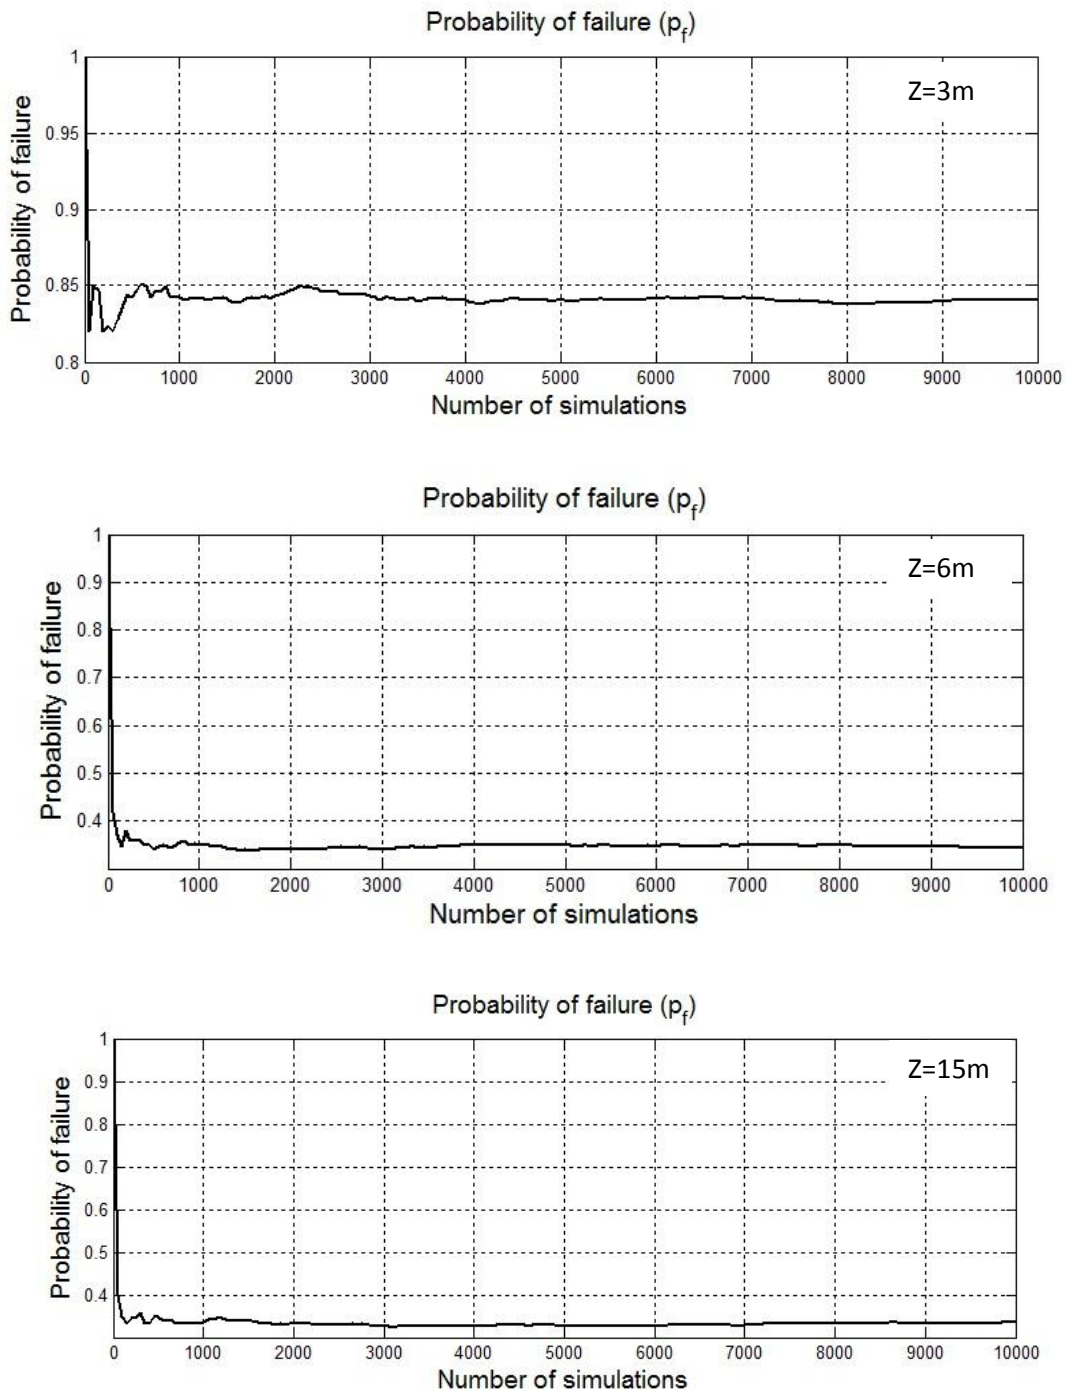 Probability of failure (pf)
Z=3m
Probability of failure
1
0.95
0.9
0.85
0.8
0 1000 2000 3000 4000 5000 6000 7000 8000 9000 10000
Number of simulations
Probability of failure (pf)
Z=6m
Probability of failure
1
0.9
0.8
0.7
0.6
0.5
0.4
0 1000 2000 3000 4000 5000 6000 7000 8000 9000 10000
Number of simulations
Probability of failure (pf)
Z=15m
Probability of failure
1
0.9
0.8
0.7
0.6
0.5
0.4
0 1000 2000 3000 4000 5000 6000 7000 8000 9000 10000
Number of simulations